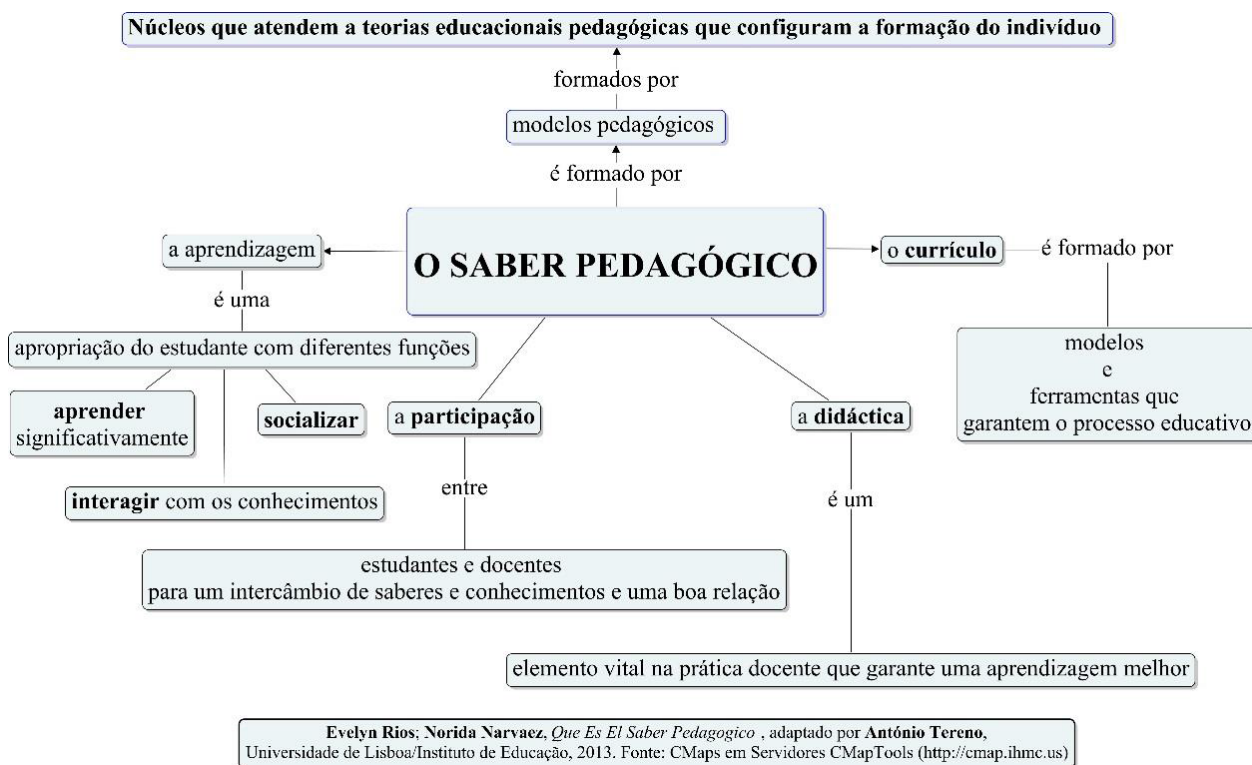 Núcleos que atendem a teorias educacionais pedagógicas que configuram a formação do indivíduo
formados por
modelos pedagógicos
é formado por
O SABER PEDAGÓGICO
a aprendizagem
é uma
apropriação do estudante com diferentes funções
aprender
significativamente
socializar
interagir com os conhecimentos
a participação
entre
estudantes e docentes
para um intercâmbio de saberes e conhecimentos e uma boa relação
a didáctica
é um
elemento vital na prática docente que garante uma aprendizagem melhor
o currículo
é formado por
modelos
e
ferramentas que
garantem o processo educativo
Evelyn Rios; Norida Narvaez, Que Es El Saber Pedagogico , adaptado por António Tereno,
Universidade de Lisboa/Instituto de Educação, 2013. Fonte: CMaps em Servidores CMapTools (http://cmap.ihmc.us)